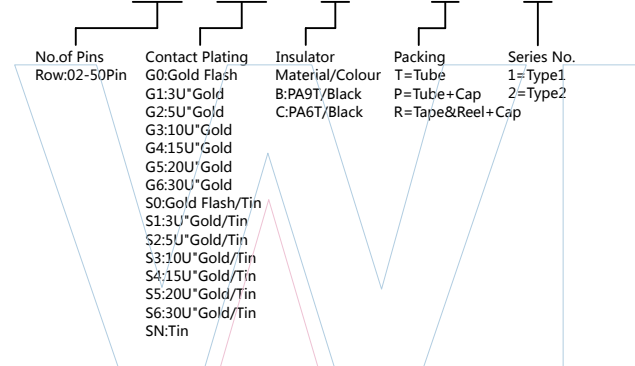 No.of Pins
Row:02-50Pin
Contact Plating
G0:Gold Flash
G1:3U"Gold
G2:5U"Gold
G3:10U"Gold
G4:15U"Gold
G5:20U"Gold
G6:30U"Gold
S0:Gold Flash/Tin
S1:3U"Gold/Tin
S2:5U"Gold/Tin
S3:10U"Gold/Tin
S4:15U"Gold/Tin
S5:20U"Gold/Tin
S6:30U"Gold/Tin
SN:Tin
Insulator
Material/Colour
B:PA9T/Black
C:PA6T/Black
Packing
T=Tube
P=Tube+Cap
R=Tape&Reel+Cap
Series No.
1=Type1
2=Type2